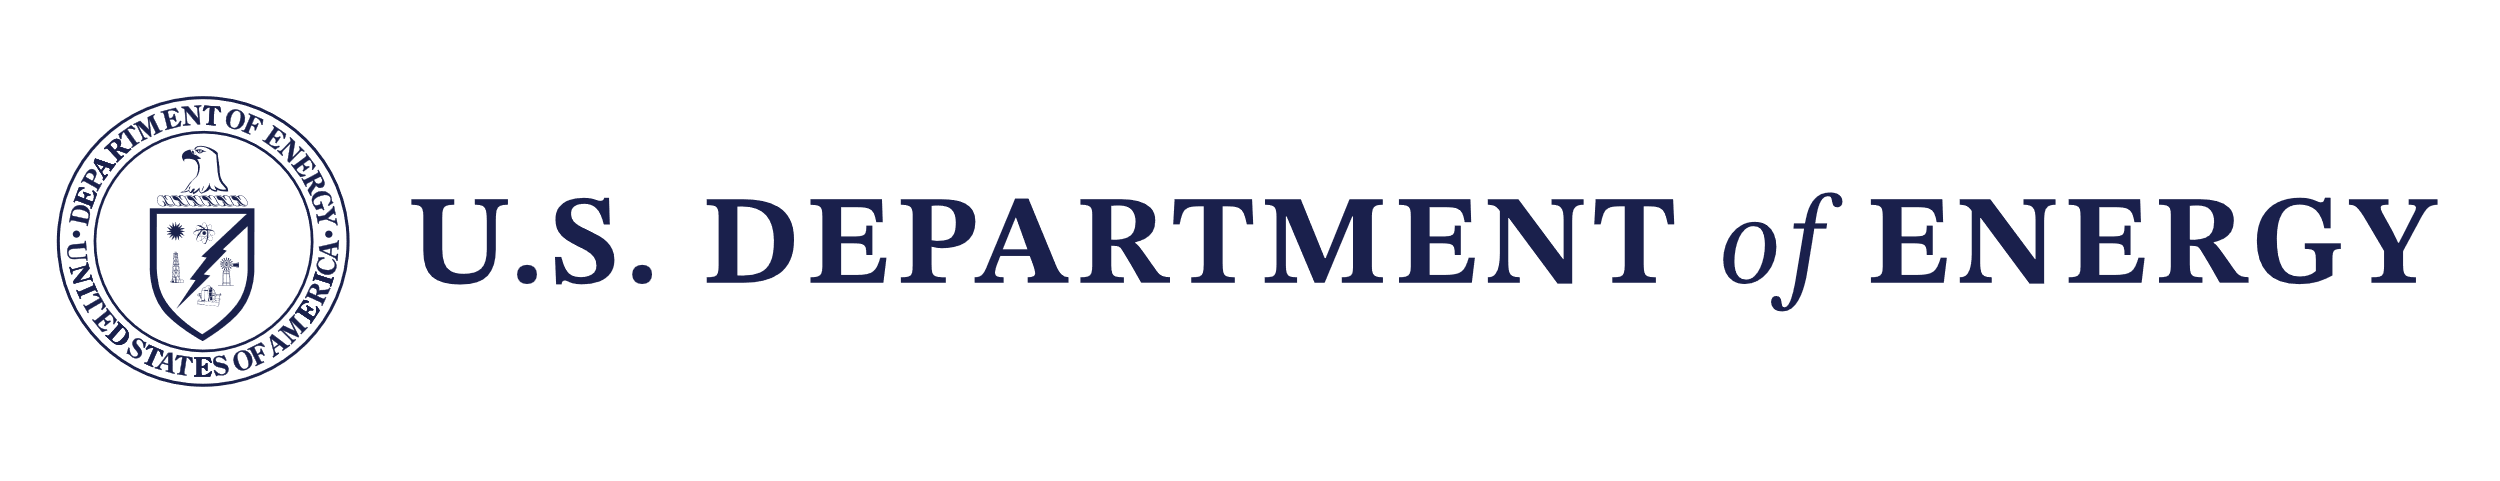 DEPARTMENT OF ENERGY
UNITED STATES OF AMERICA
U.S. DEPARTMENT of ENERGY